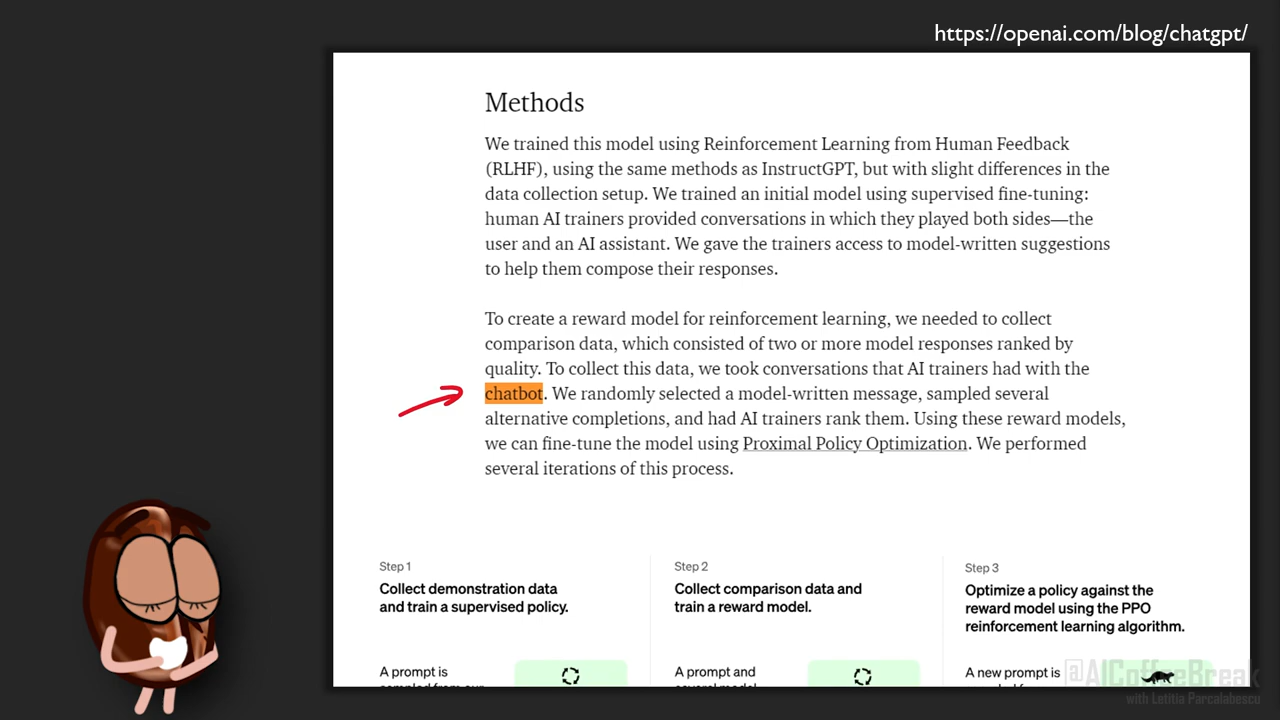 https://openai.com/blog/chatgpt/
Methods
We trained this model using Reinforcement Learning from Human Feedback
(RLHF), using the same methods as InstructGPT, but with slight differences in the
data collection setup. We trained an initial model using supervised fine-tuning:
human AI trainers provided conversations in which they played both sides—the
user and an AI assistant. We gave the trainers access to model-written suggestions
to help them compose their responses.
To create a reward model for reinforcement learning, we needed to collect
comparison data, which consisted of two or more model responses ranked by
quality. To collect this data, we took conversations that AI trainers had with the
chatbot. We randomly selected a model-written message, sampled several
alternative completions, and had AI trainers rank them. Using these reward models,
we can fine-tune the model using Proximal Policy Optimization. We performed
several iterations of this process.
Step 1
Collect demonstration data
and train a supervised policy.
A prompt is
Step 2
Collect comparison data and
train a reward model.
A prompt and
Step 3
Optimize a policy against the
reward model using the PPO
reinforcement learning algorithm.
A new prompt is
@AICoffeeBreak
with Letitia Parcalabescu